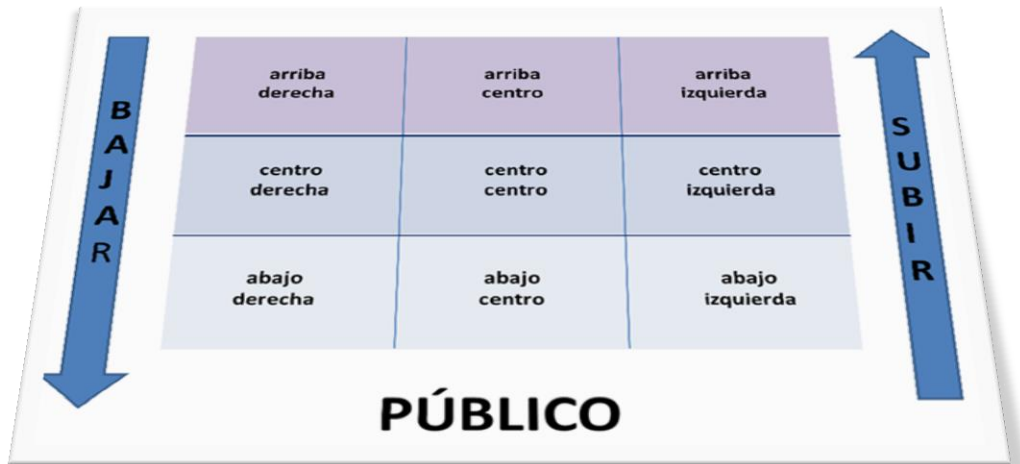 BAJAR
arriba
derecha
arriba
centro
arriba
izquierda
centro
derecha
centro
centro
centro
izquierda
abajo
derecha
abajo
centro
abajo
izquierda
SUBIR
PÚBLICO